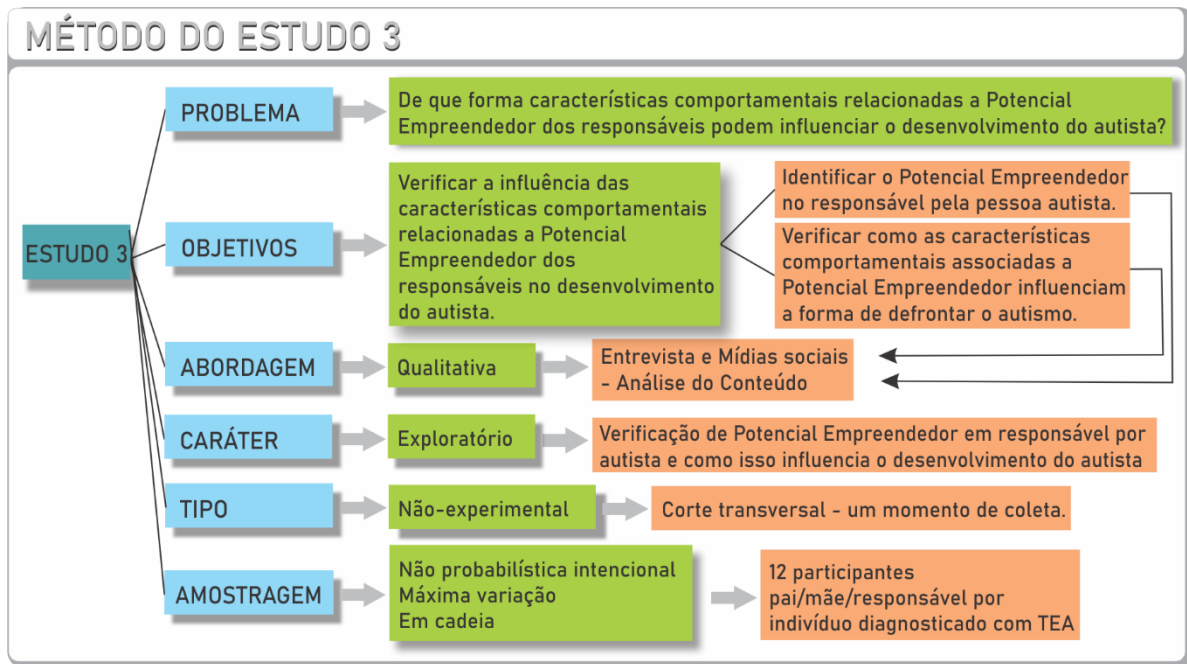 MÉTODO DO ESTUDO 3
ESTUDO 3
PROBLEMA
De que forma características comportamentais relacionadas a Potencial
Empreendedor dos responsáveis podem influenciar o desenvolvimento do autista?
OBJETIVOS
Verificar a influência das
características comportamentais
relacionadas a Potencial
Empreendedor dos
responsáveis no desenvolvimento
do autista.
Identificar o Potencial Empreendedor
no responsável pela pessoa autista.
Verificar como as características
comportamentais associadas a
Potencial Empreendedor influenciam
a forma de defrontar o autismo.
ABORDAGEM
Qualitativa
Entrevista e Mídias sociais
- Análise do Conteúdo
CARÁTER
Exploratório
Verificação de Potencial Empreendedor em responsável por
autista e como isso influencia o desenvolvimento do autista
TIPO
Não-experimental
Corte transversal - um momento de coleta.
AMOSTRAGEM
Não probabilística intencional
Máxima variação
Em cadeia
12 participantes
pai/mãe/responsável por
indivíduo diagnosticado com TEA